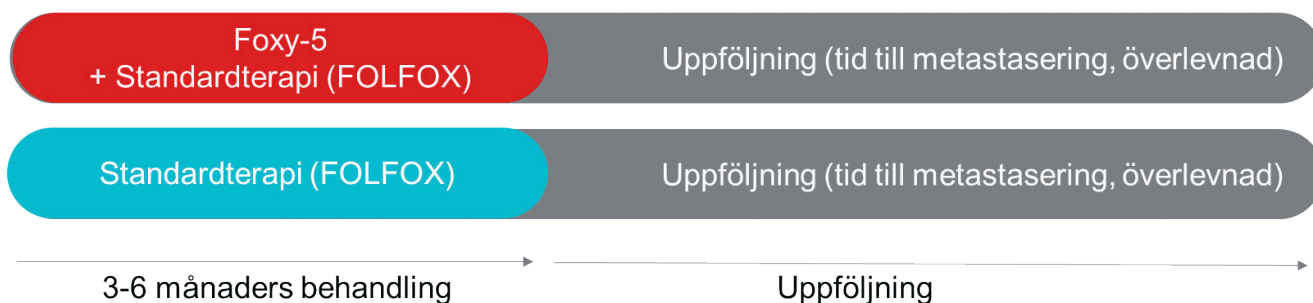 Foxy-5
+ Standardterapi (FOLFOX)
Uppföljning (tid till metastasering, överlevnad)
Standardterapi (FOLFOX)
Uppföljning (tid till metastasering, överlevnad)
3-6 månaders behandling
Uppföljning